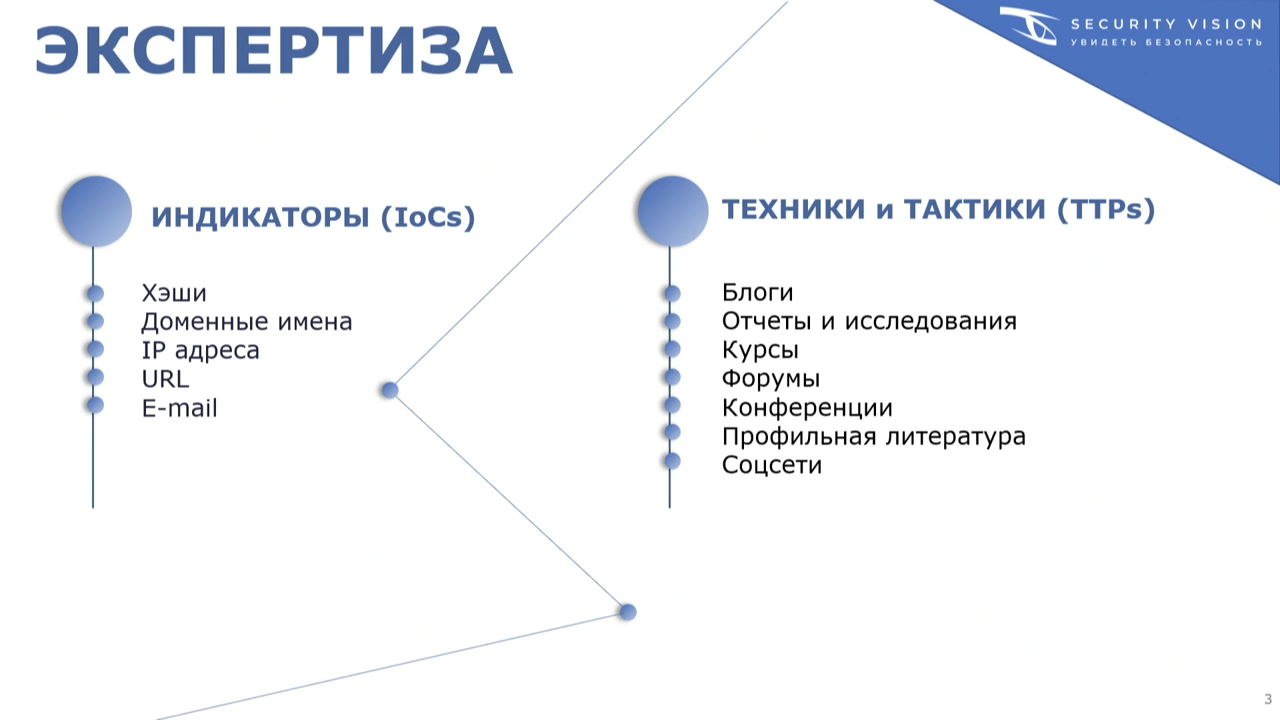 ЭКСПЕРТИЗА
SECURITY VISION
УВИДЕТЬ БЕЗОПАСНОСТЬ
ИНДИКАТОРЫ (IoCs)
Хэши
Доменные имена
IP адреса
URL
E-mail
ТЕХНИКИ и ТАКТИКИ (TTPs)
Блоги
Отчеты и исследования
Курсы
Форумы
Конференции
Профильная литература
Соцсети
3